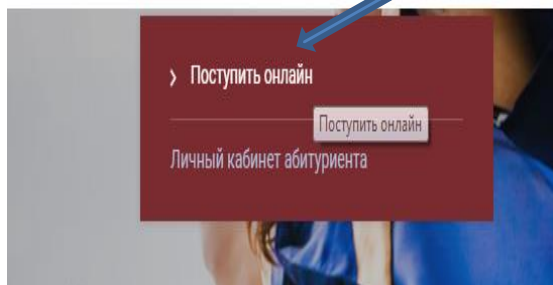 › Поступить онлайн
Поступить онлайн
Личный кабинет абитуриента